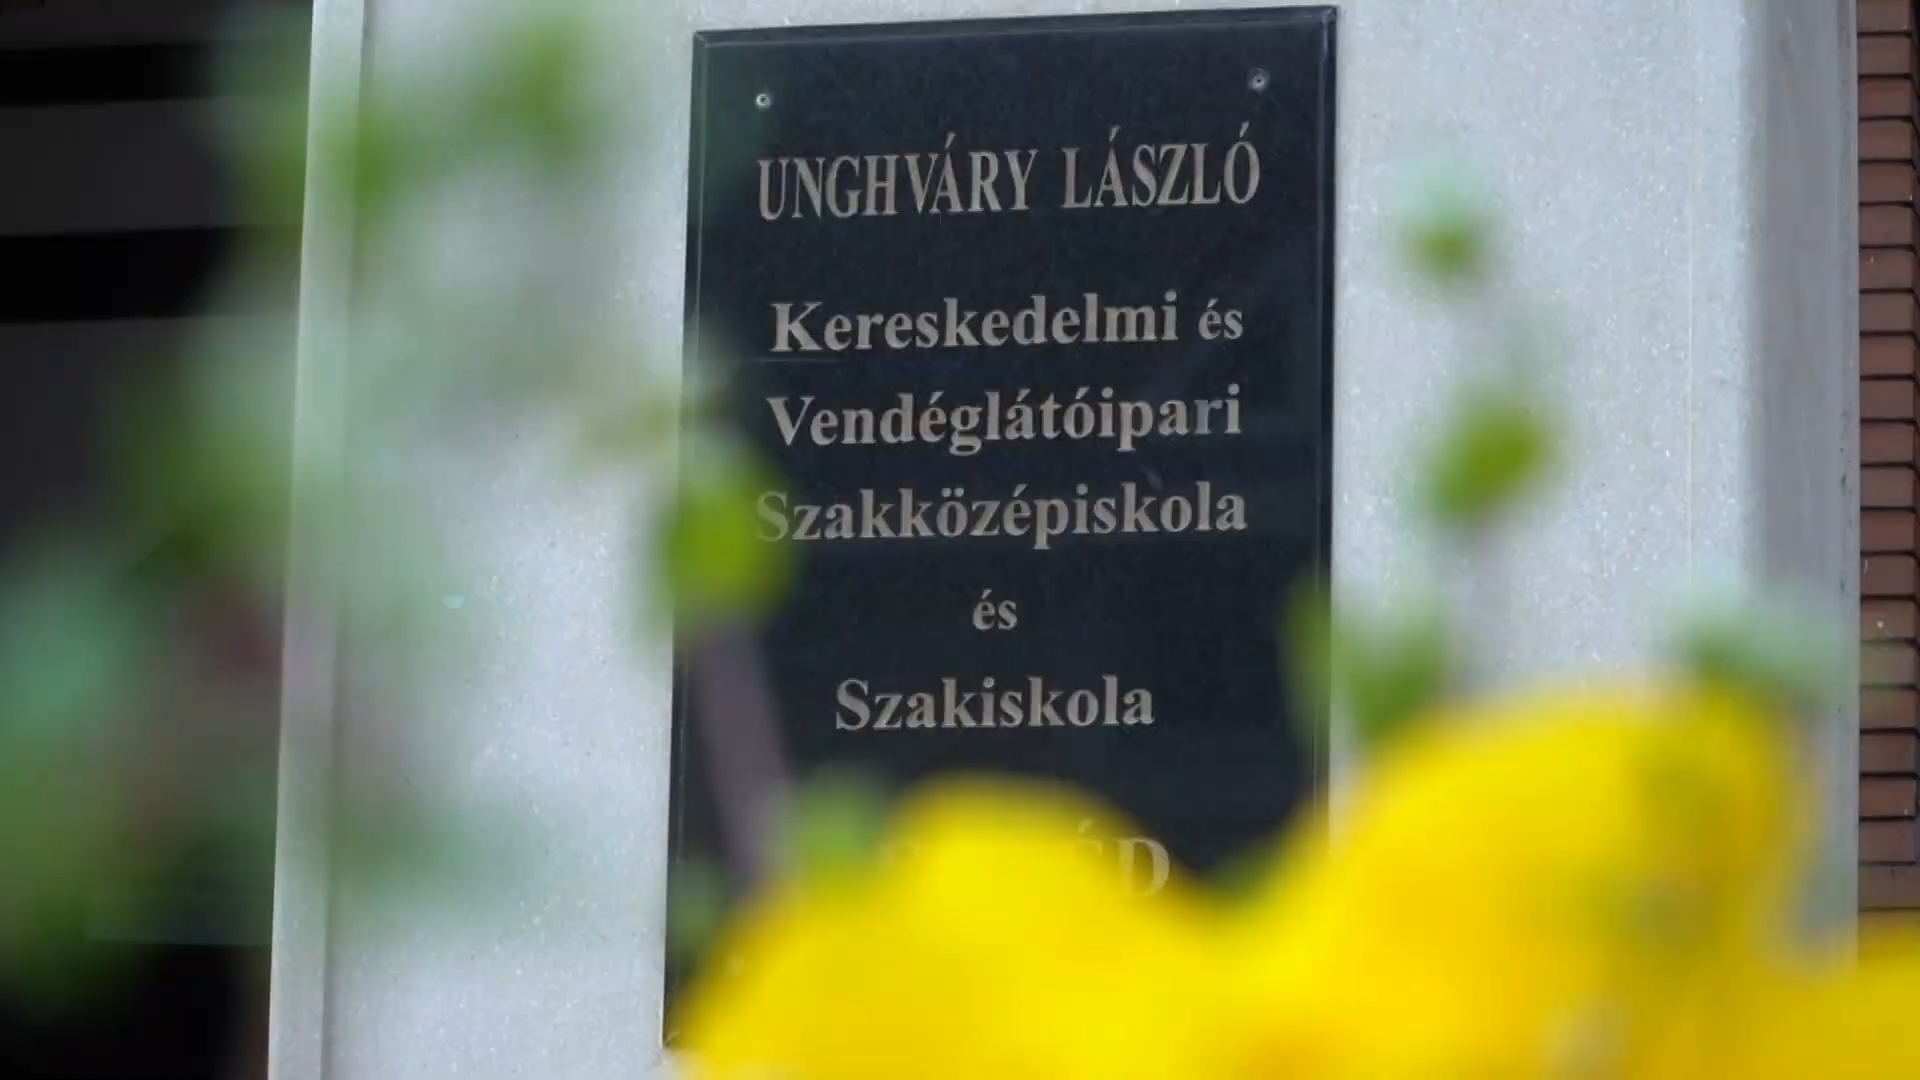 UNGHVÁRY LÁSZLÓ
Kereskedelmi és
Vendéglátóipari
Szakközépiskola
és
Szakiskola